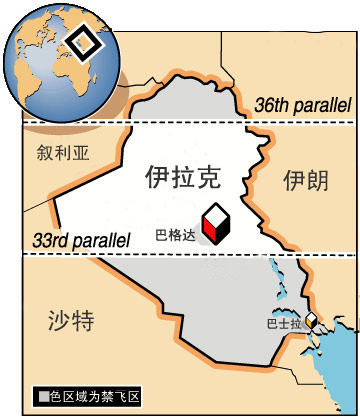 36th parallel
叙利亚
伊拉克
伊朗
巴格达
33rd parallel
沙特
巴士拉
色区域为禁飞区